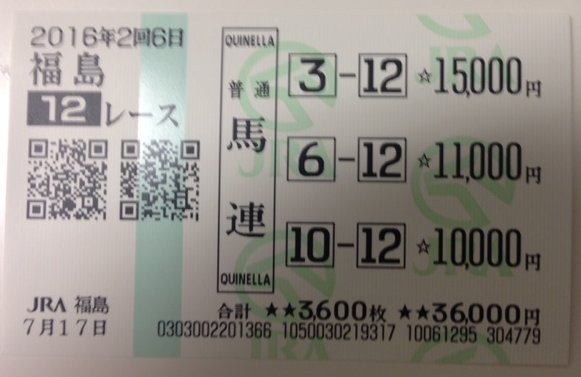 2016年2回6日
福島
12レース
JRA 福島
7月17日
QUINELLA
普通
馬連
QUINELLA
3-12 ☆15,000円
6-12 ☆11,000円
10-12 ☆10,000円
合計 ★★3,600枚 ★★36,000円
0303002201366 1050030219317 10061295 304779
JRA
JRA
JRA